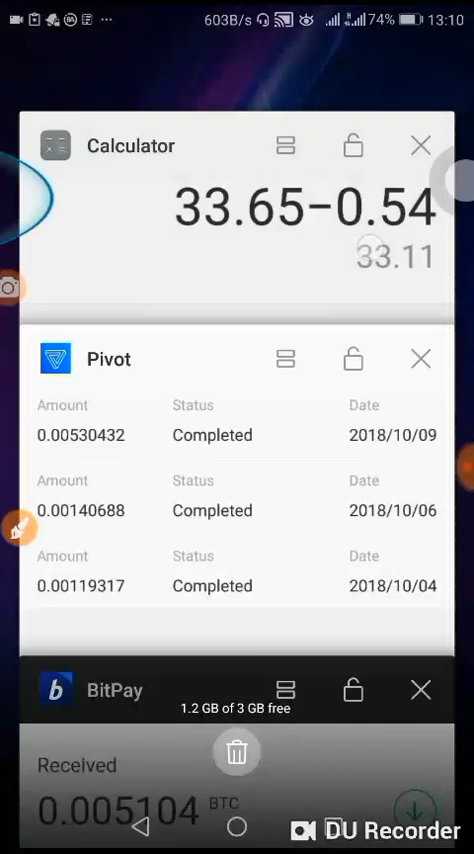 603B/s 74% 13:10
Calculator
33.65−0.54
33.11
Pivot
Amount Status Date
0.00530432 Completed 2018/10/09
Amount Status Date
0.00140688 Completed 2018/10/06
Amount Status Date
0.00119317 Completed 2018/10/04
b BitPay
1.2 GB of 3 GB free
Received
0.005104 BTC
DU Recorder